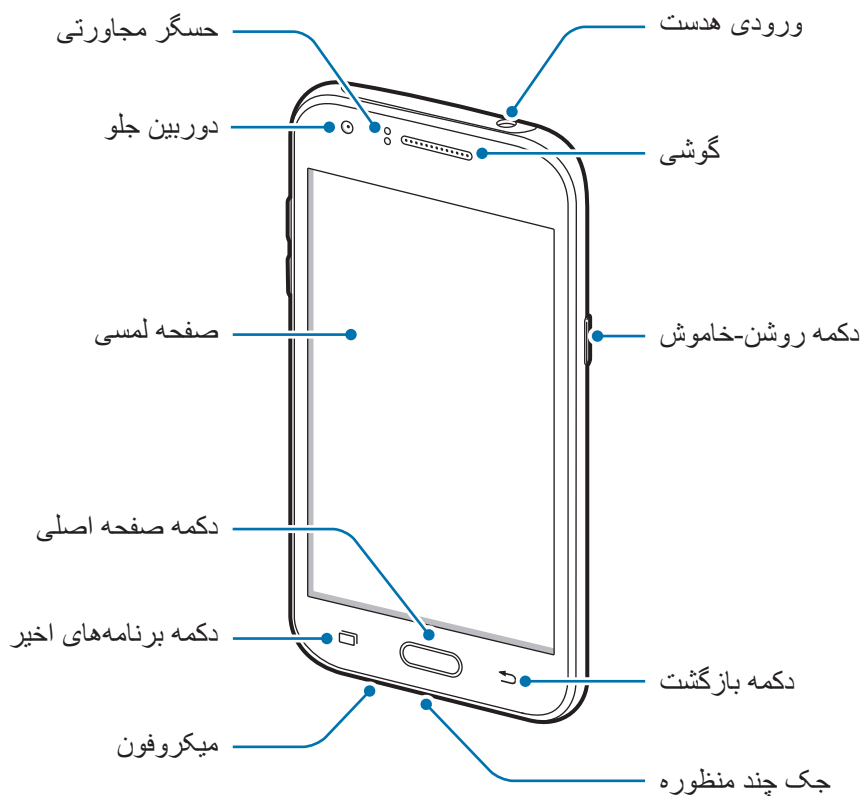 ورودی هدست
حسگر مجاورتی
دوربین جلو
گوشی
صفحه لمسی
دکمه روشن-خاموش
دکمه صفحه اصلی
دکمه برنامه‌های اخیر
دکمه بازگشت
میکروفون
جک چند منظوره